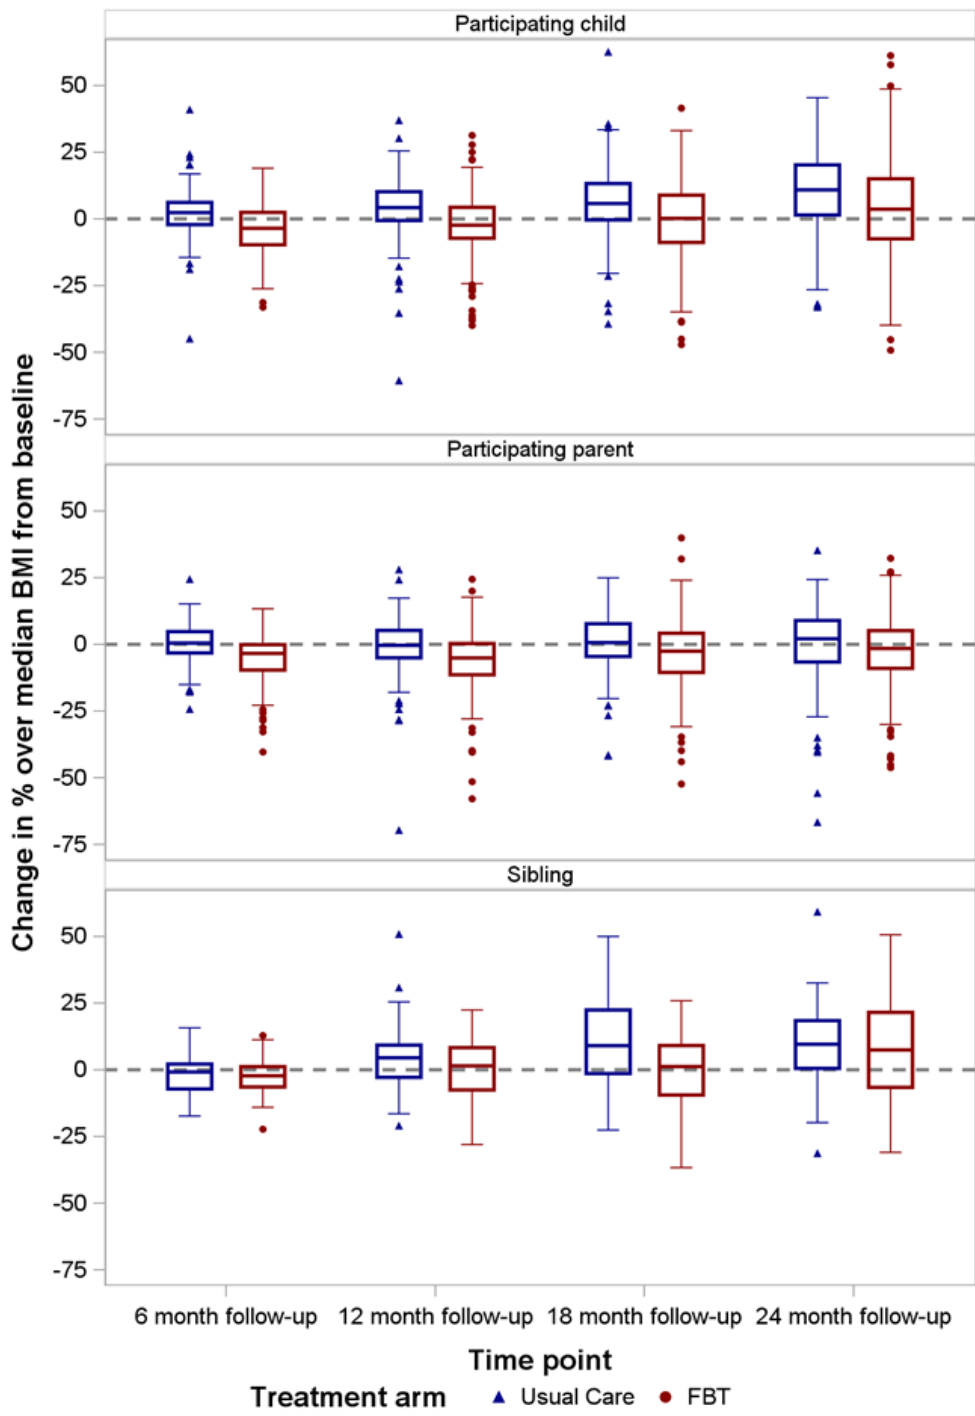 Participating child
50
25
0
-25
-50
-75
Participating parent
50
25
0
-25
-50
-75
Sibling
50
25
0
-25
-50
-75
Change in % over median BMI from baseline
6 month follow-up 12 month follow-up 18 month follow-up 24 month follow-up
Time point
Treatment arm Usual Care FBT